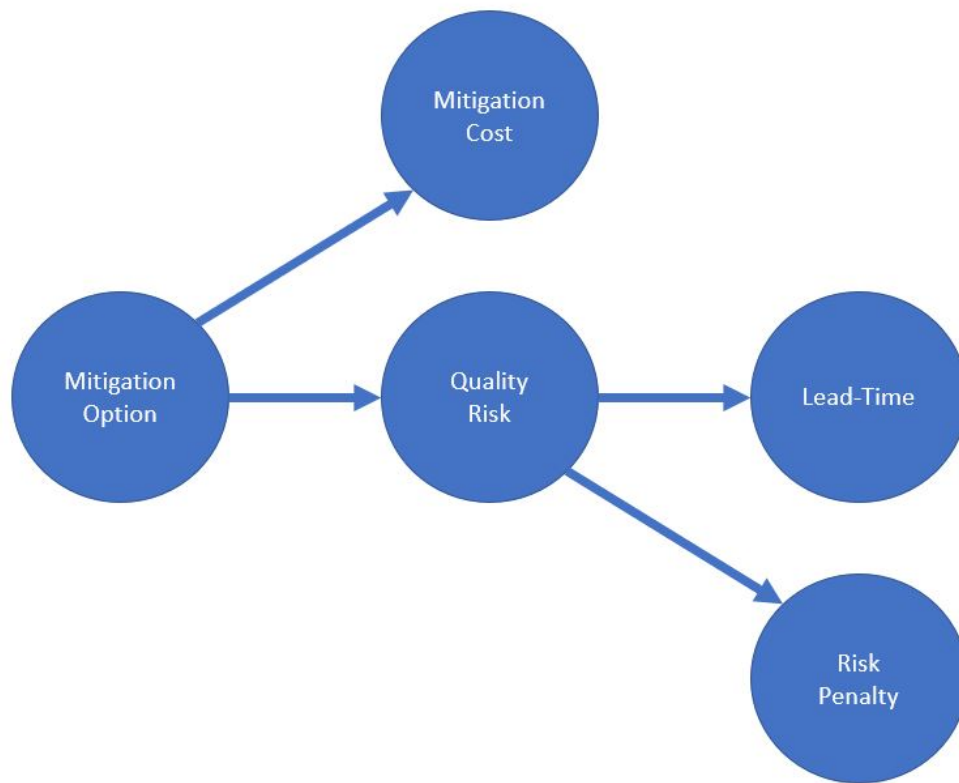 Mitigation
Cost
Mitigation
Option
Quality
Risk
Lead-Time
Risk
Penalty